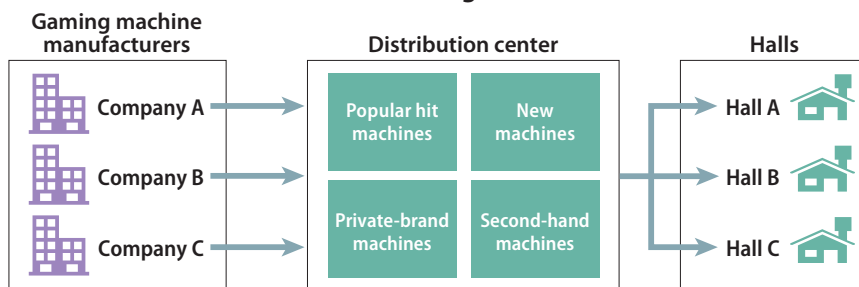 Gaming machine
manufacturers
Company A
Company B
Company C
Distribution center
Popular hit
machines
New
machines
Private-brand
machines
Second-hand
machines
Halls
Hall A
Hall B
Hall C